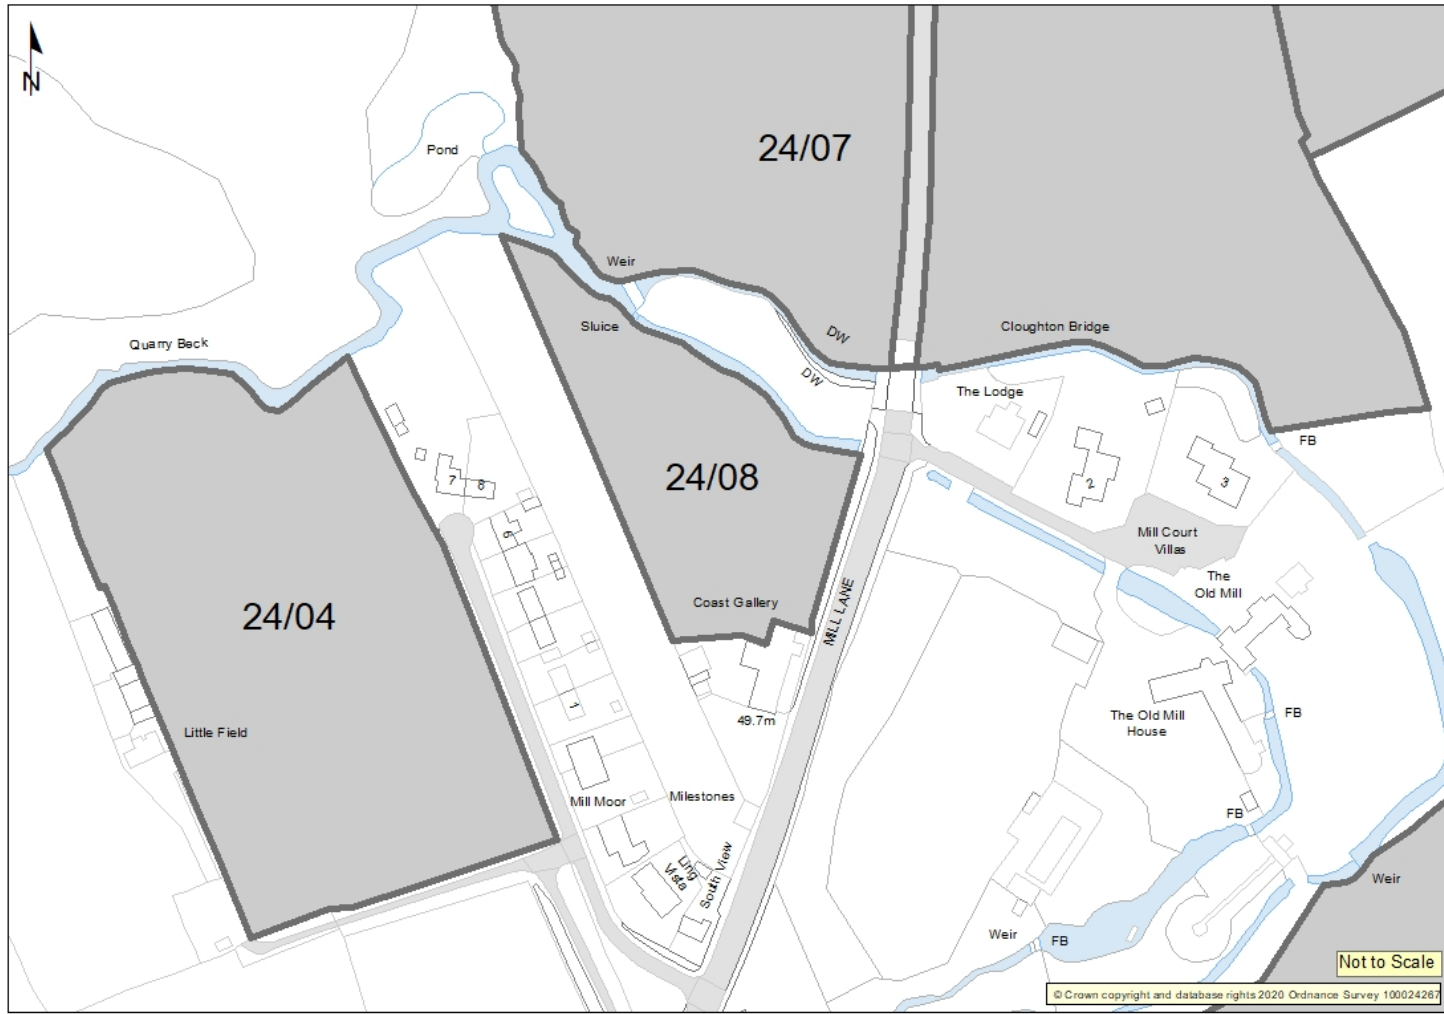 N
24/07
Pond
Weir
DW
Sluice
Cloughton Bridge
Quarry Beck
DW
The Lodge
FB
24/08
7
8
2
3
6
Mill Court
Villas
The
Old Mill
24/04
Coast Gallery
MILL LANE
1
49.7m
The Old Mill
House
FB
Little Field
Mill Moor
Milestones
FB
Ling
Vista
South View
Weir
Weir
FB
Not to Scale
© Crown copyright and database rights 2020 Ordnance Survey 100024267